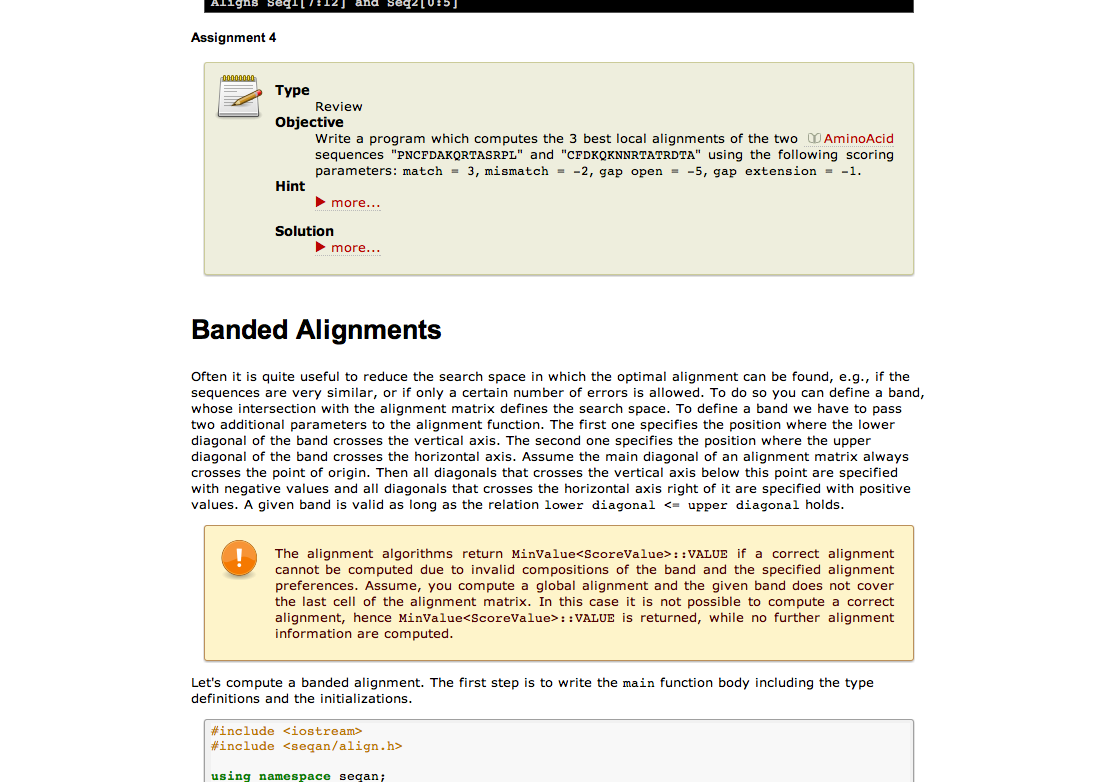 Aligns Seq1[7:12] and Seq2[0:5]
Assignment 4
Type
Review
Objective
Write a program which computes the 3 best local alignments of the two AminoAcid
sequences "PNCFDAKQRTASRPL" and "CFDKQKNNRTATRDTA" using the following scoring
parameters: match = 3, mismatch = -2, gap open = -5, gap extension = -1.
Hint
▶ more...
Solution
▶ more...
Banded Alignments
Often it is quite useful to reduce the search space in which the optimal alignment can be found, e.g., if the
sequences are very similar, or if only a certain number of errors is allowed. To do so you can define a band,
whose intersection with the alignment matrix defines the search space. To define a band we have to pass
two additional parameters to the alignment function. The first one specifies the position where the lower
diagonal of the band crosses the vertical axis. The second one specifies the position where the upper
diagonal of the band crosses the horizontal axis. Assume the main diagonal of an alignment matrix always
crosses the point of origin. Then all diagonals that crosses the vertical axis below this point are specified
with negative values and all diagonals that crosses the horizontal axis right of it are specified with positive
values. A given band is valid as long as the relation lower diagonal <= upper diagonal holds.
The alignment algorithms return MinValue<ScoreValue>::VALUE if a correct alignment
cannot be computed due to invalid compositions of the band and the specified alignment
preferences. Assume, you compute a global alignment and the given band does not cover
the last cell of the alignment matrix. In this case it is not possible to compute a correct
alignment, hence MinValue<ScoreValue>::VALUE is returned, while no further alignment
information are computed.
Let's compute a banded alignment. The first step is to write the main function body including the type
definitions and the initializations.
#include <iostream>
#include <seqan/align.h>
using namespace seqan;